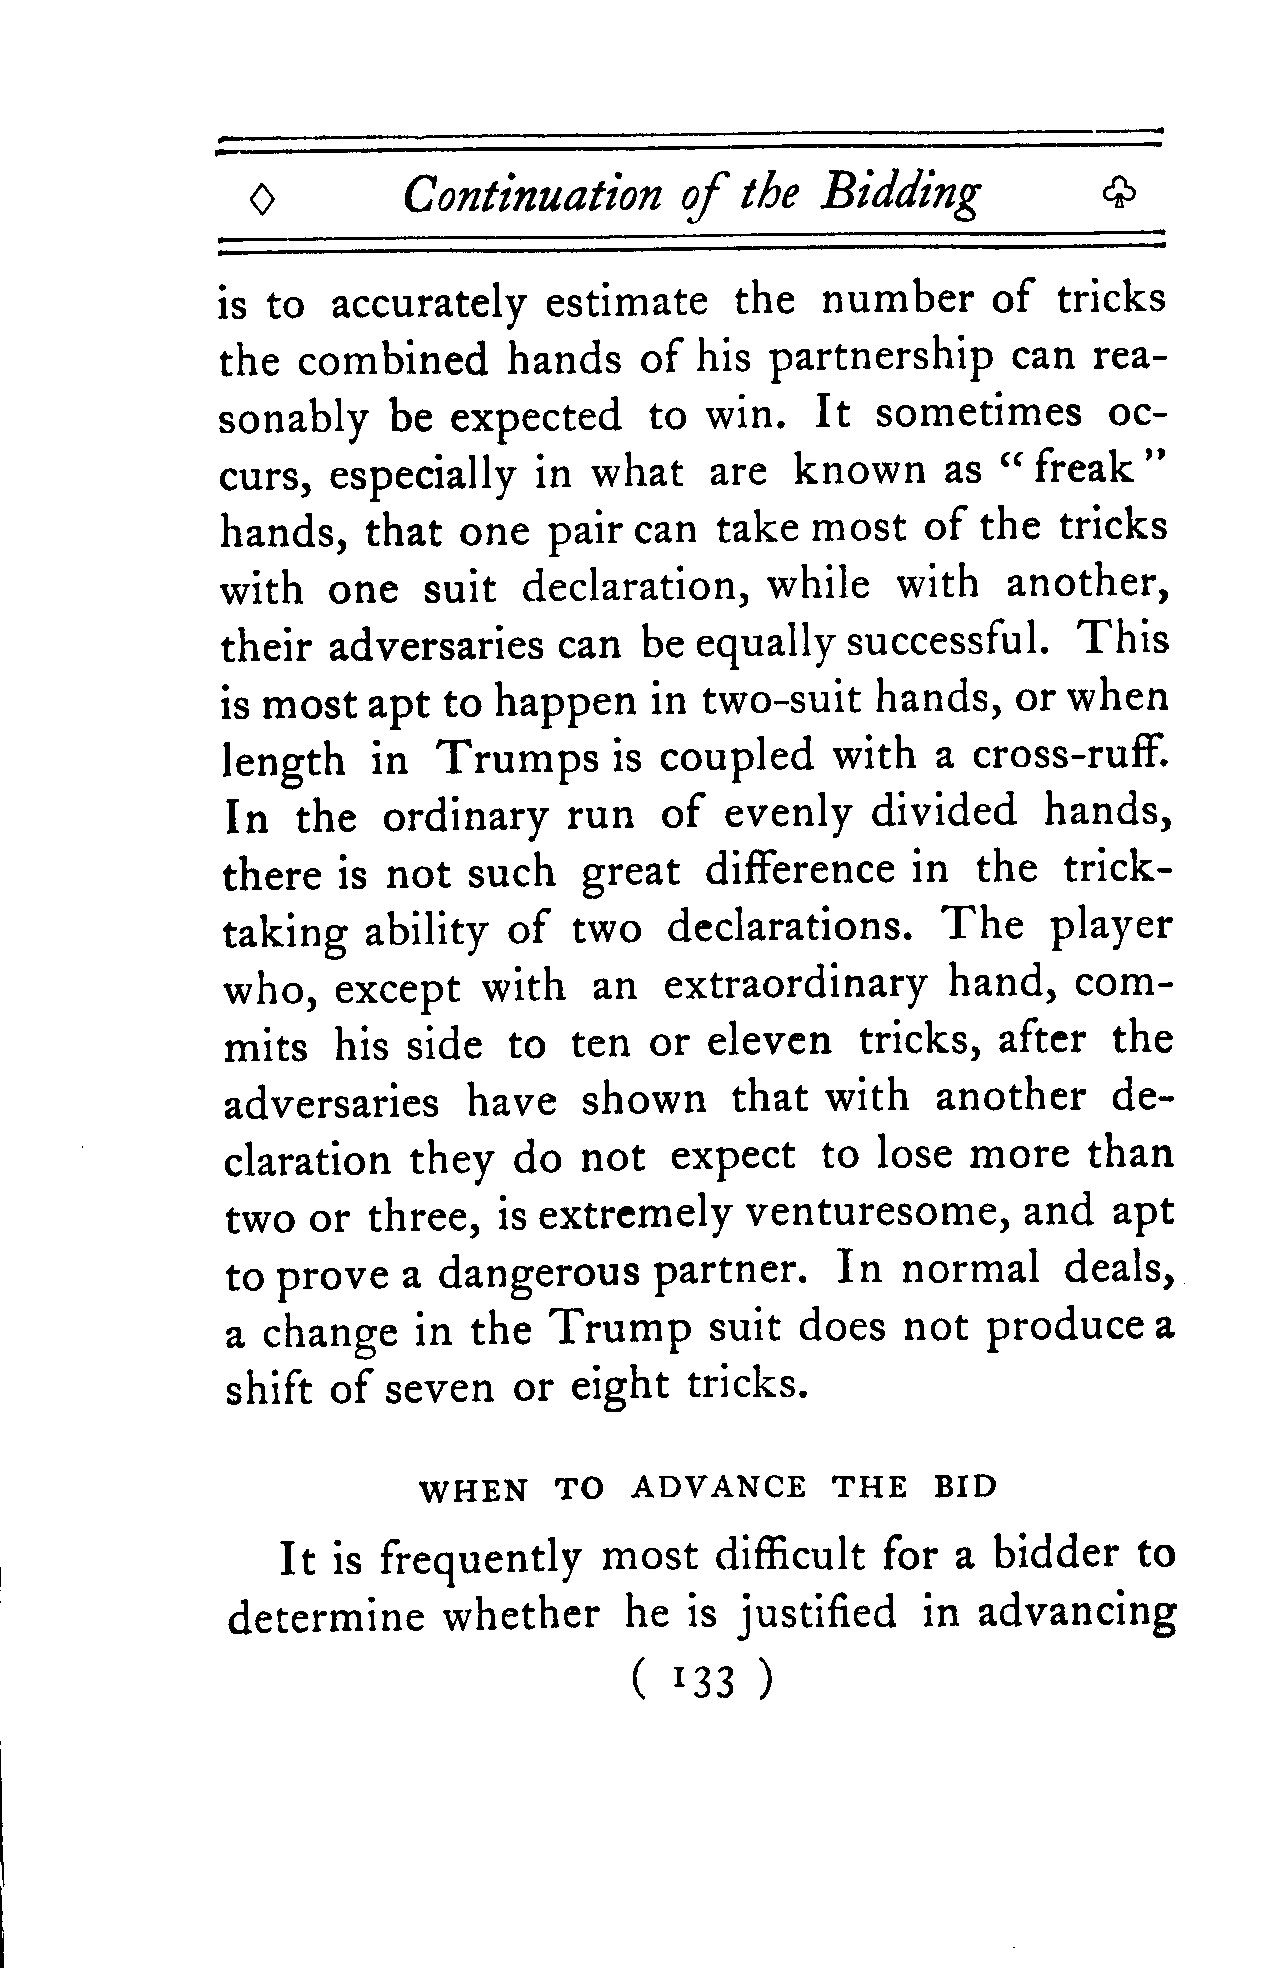 ◊ Continuation of the Bidding ♧
is to accurately estimate the number of tricks
the combined hands of his partnership can rea-
sonably be expected to win. It sometimes oc-
curs, especially in what are known as “freak”
hands, that one pair can take most of the tricks
with one suit declaration, while with another,
their adversaries can be equally successful. This
is most apt to happen in two-suit hands, or when
length in Trumps is coupled with a cross-ruff.
In the ordinary run of evenly divided hands,
there is not such great difference in the trick-
taking ability of two declarations. The player
who, except with an extraordinary hand, com-
mits his side to ten or eleven tricks, after the
adversaries have shown that with another de-
claration they do not expect to lose more than
two or three, is extremely venturesome, and apt
to prove a dangerous partner. In normal deals,
a change in the Trump suit does not produce a
shift of seven or eight tricks.
WHEN TO ADVANCE THE BID
It is frequently most difficult for a bidder to
determine whether he is justified in advancing
( 133 )